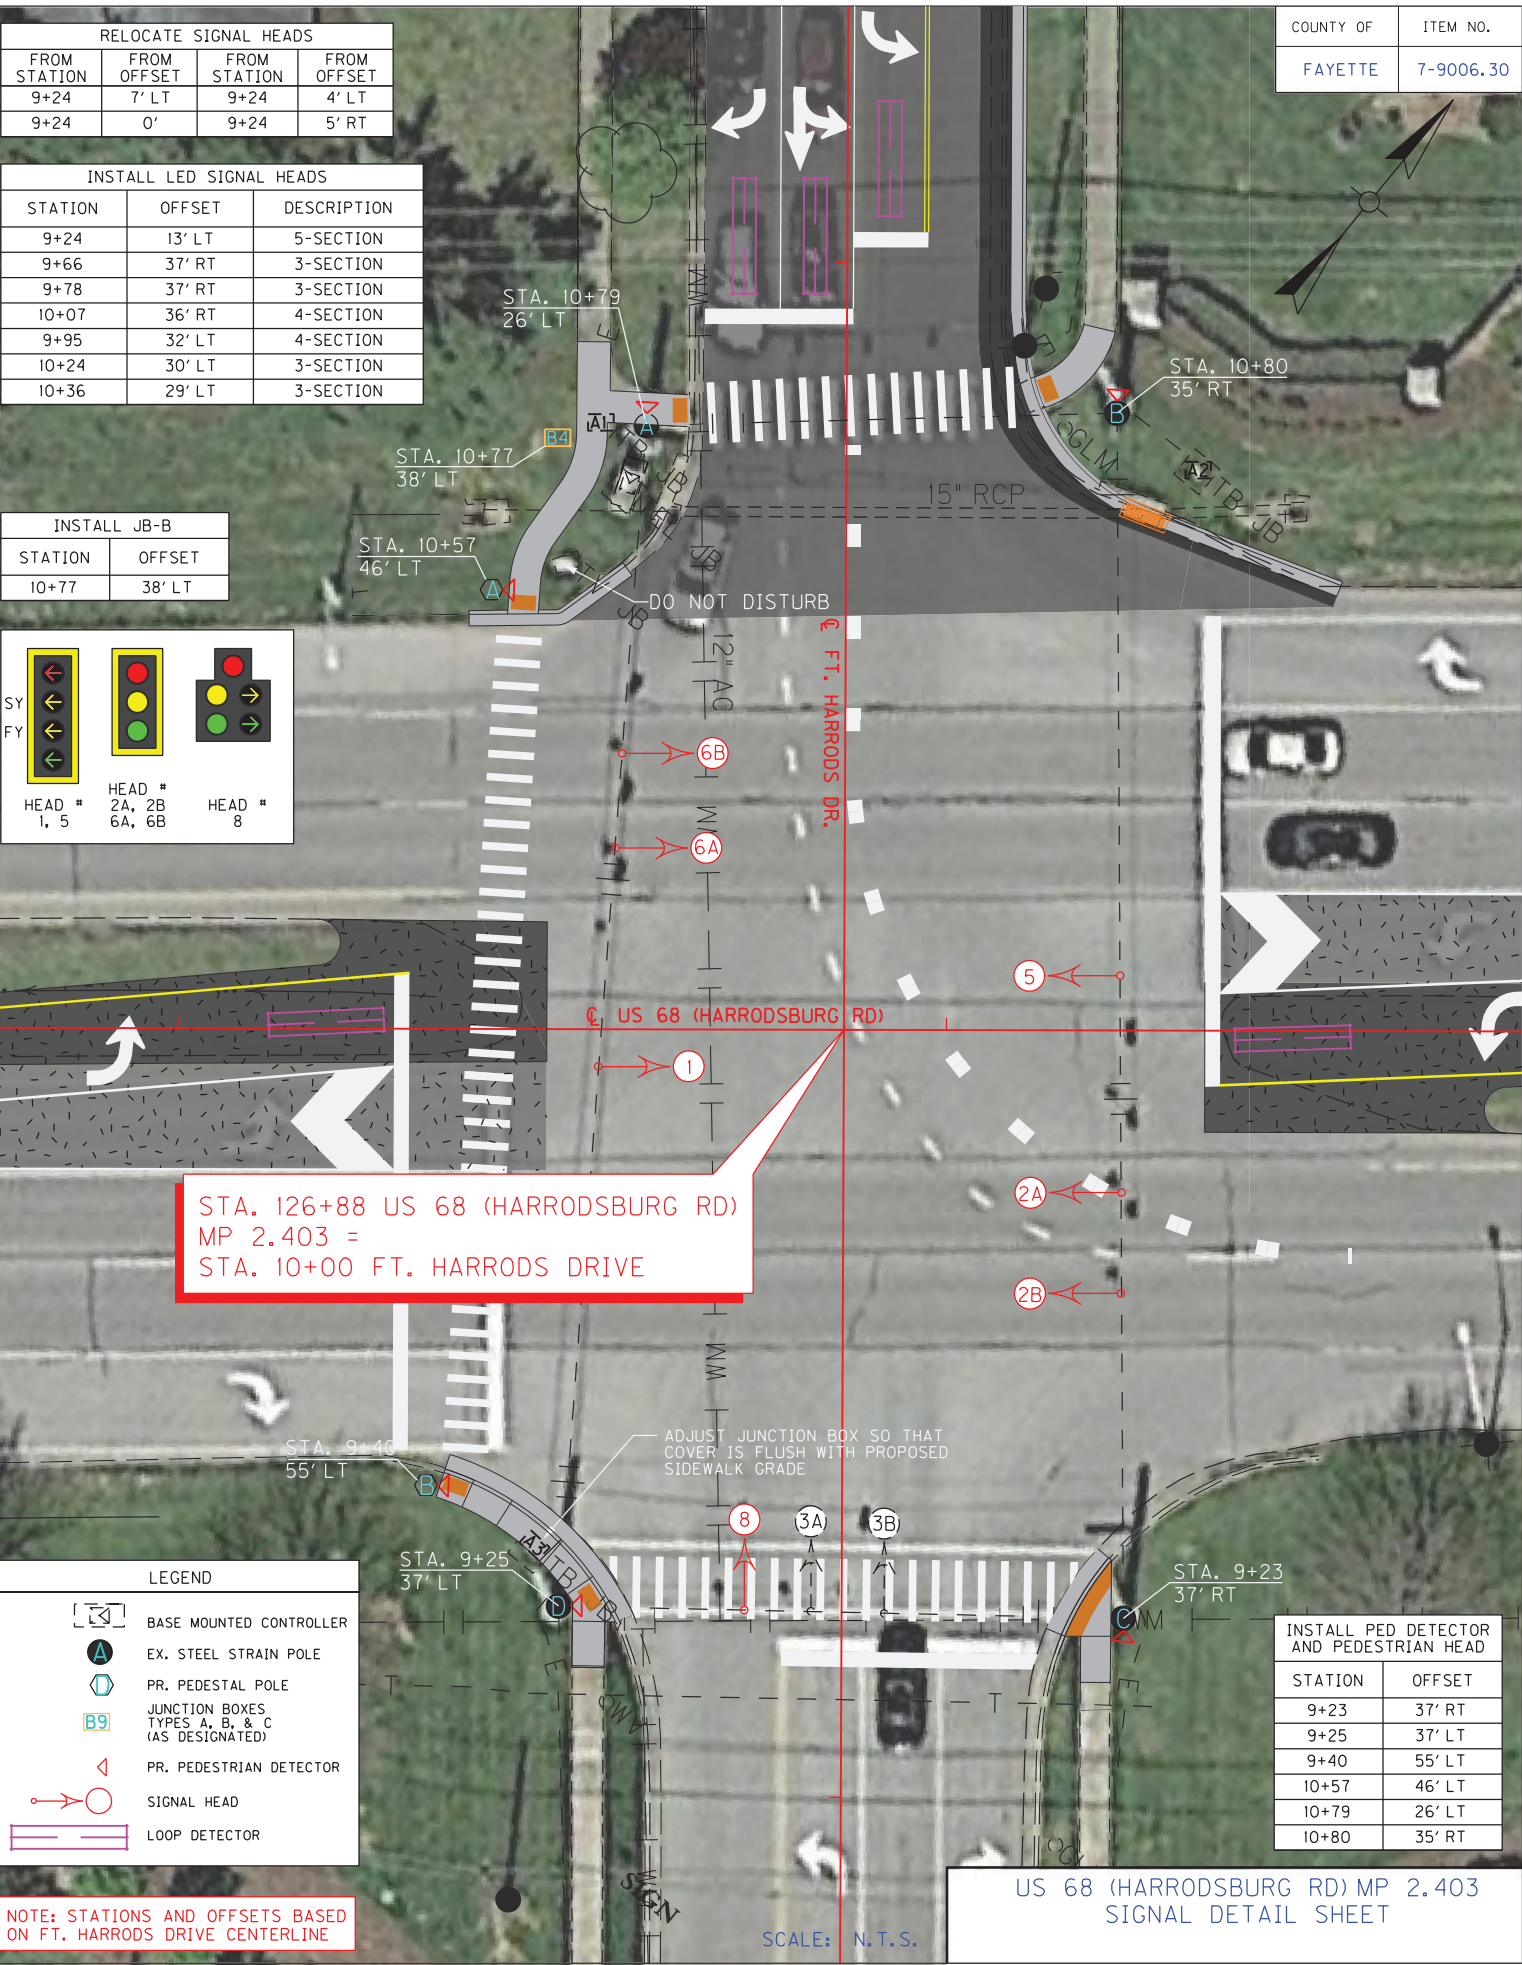 RELOCATE SIGNAL HEADS
FROM STATION FROM OFFSET FROM STATION FROM OFFSET
9+24 7' LT 9+24 4' LT
9+24 0' 9+24 5' RT
COUNTY OF ITEM NO.
FAYETTE 7-9006.30
INSTALL LED SIGNAL HEADS
STATION OFFSET DESCRIPTION
9+24 13' LT 5-SECTION
9+66 37' RT 3-SECTION
9+78 37' RT 3-SECTION
10+07 36' RT 4-SECTION
9+95 32' LT 4-SECTION
10+24 30' LT 3-SECTION
10+36 29' LT 3-SECTION
STA. 10+79
26' LT
STA. 10+80
35' RT
A1
A
B
A2
B4
STA. 10+77
38' LT
TB
JB
GLM
TB
JB
15" RCP
INSTALL JB-B
STATION OFFSET
10+77 38' LT
STA. 10+57
46' LT
A
DO NOT DISTURB
JB
12" AC
SY
FY
HEAD #
1, 5
HEAD #
2A, 2B
6A, 6B
HEAD #
8
℄ FT. HARRODS DR.
6B
6A
5
℄ US 68 (HARRODSBURG RD)
1
STA. 126+88 US 68 (HARRODSBURG RD)
MP 2.403 =
STA. 10+00 FT. HARRODS DRIVE
2A
2B
WW
STA. 9+40
55' LT
B
ADJUST JUNCTION BOX SO THAT
COVER IS FLUSH WITH PROPOSED
SIDEWALK GRADE
8
3A
3B
A3
TB
STA. 9+25
37' LT
D
STA. 9+23
37' RT
C
E
T
T
E
SIGN
LEGEND
BASE MOUNTED CONTROLLER
A EX. STEEL STRAIN POLE
D PR. PEDESTAL POLE
B9 JUNCTION BOXES
TYPES A, B, & C
(AS DESIGNATED)
PR. PEDESTRIAN DETECTOR
SIGNAL HEAD
LOOP DETECTOR
INSTALL PED DETECTOR
AND PEDESTRIAN HEAD
STATION OFFSET
9+23 37' RT
9+25 37' LT
9+40 55' LT
10+57 46' LT
10+79 26' LT
10+80 35' RT
NOTE: STATIONS AND OFFSETS BASED
ON FT. HARRODS DRIVE CENTERLINE
SCALE: N.T.S.
US 68 (HARRODSBURG RD) MP 2.403
SIGNAL DETAIL SHEET